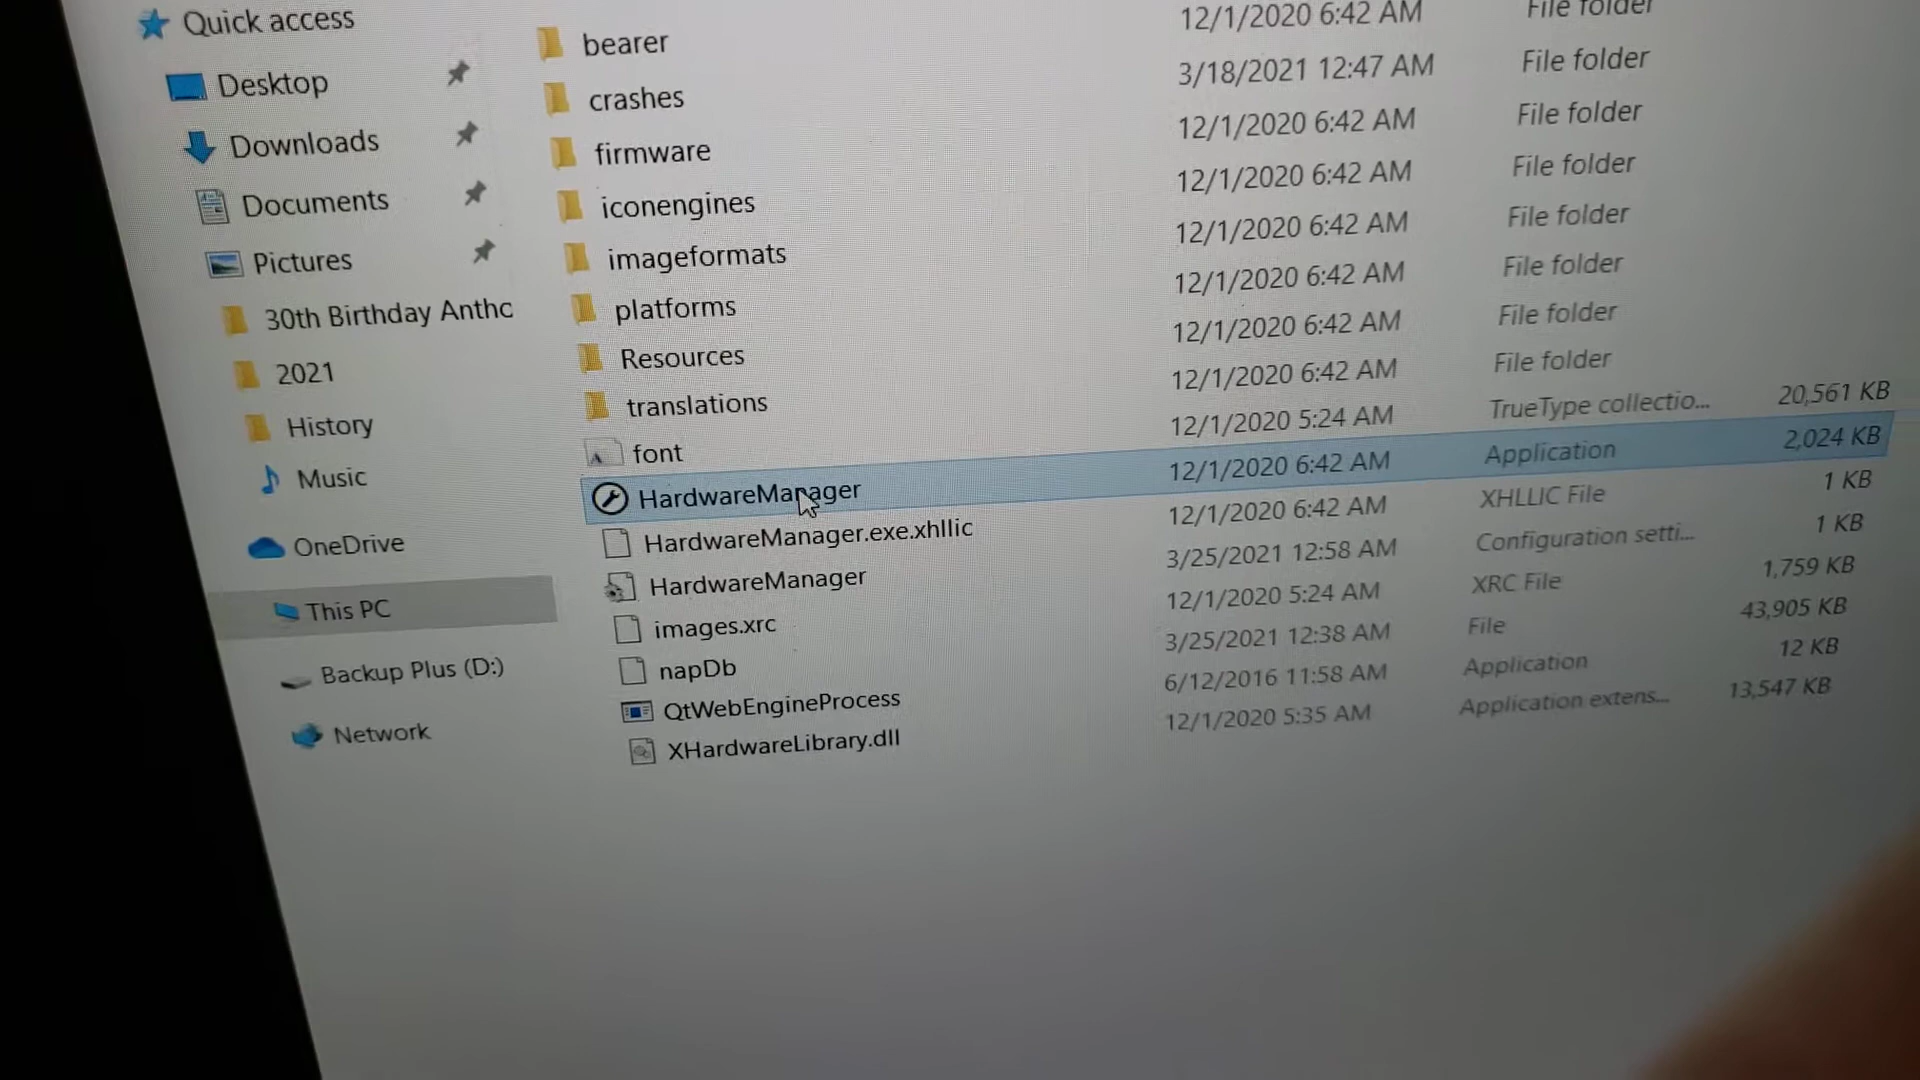 Quick access
Desktop
Downloads
Documents
Pictures
30th Birthday Anthc
2021
History
Music
OneDrive
This PC
Backup Plus (D:)
Network
bearer 12/1/2020 6:42 AM File folder
crashes 3/18/2021 12:47 AM File folder
firmware 12/1/2020 6:42 AM File folder
iconengines 12/1/2020 6:42 AM File folder
imageformats 12/1/2020 6:42 AM File folder
platforms 12/1/2020 6:42 AM File folder
Resources 12/1/2020 6:42 AM File folder
translations 12/1/2020 6:42 AM File folder
font 12/1/2020 5:24 AM TrueType collectio... 20,561 KB
HardwareManager 12/1/2020 6:42 AM Application 2,024 KB
HardwareManager.exe.xhllic 12/1/2020 6:42 AM XHLLIC File 1 KB
HardwareManager 3/25/2021 12:58 AM Configuration setti... 1 KB
images.xrc 12/1/2020 5:24 AM XRC File 1,759 KB
napDb 3/25/2021 12:38 AM File 43,905 KB
QtWebEngineProcess 6/12/2016 11:58 AM Application 12 KB
XHardwareLibrary.dll 12/1/2020 5:35 AM Application extens... 13,547 KB